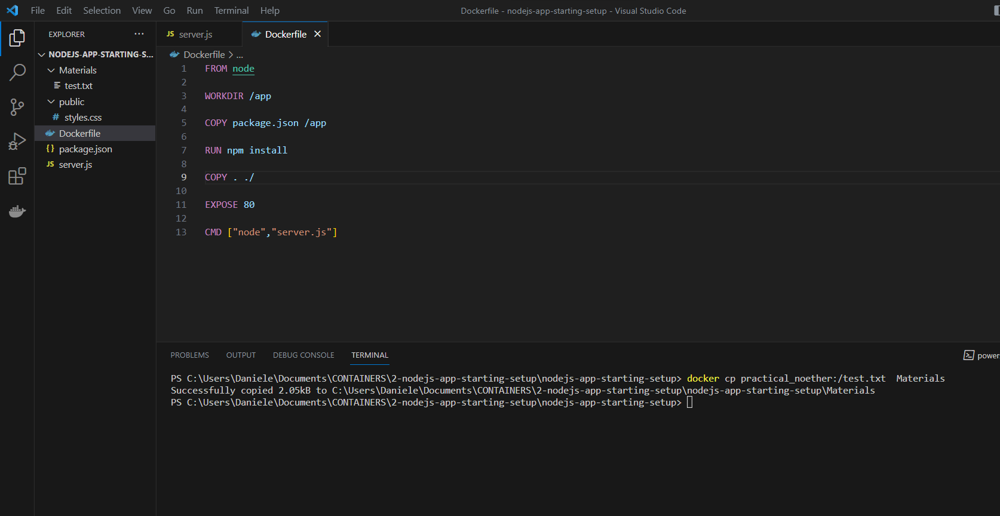 File Edit Selection View Go Run Terminal Help
Dockerfile - nodejs-app-starting-setup - Visual Studio Code
EXPLORER ...
NODEJS-APP-STARTING-S...
Materials
test.txt
public
# styles.css
Dockerfile
{} package.json
JS server.js
JS server.js
Dockerfile
Dockerfile > ...
1 FROM node
2
3 WORKDIR /app
4
5 COPY package.json /app
6
7 RUN npm install
8
9 COPY . ./
10
11 EXPOSE 80
12
13 CMD ["node","server.js"]
PROBLEMS OUTPUT DEBUG CONSOLE TERMINAL
power
PS C:\Users\Daniele\Documents\CONTAINERS\2-nodejs-app-starting-setup\nodejs-app-starting-setup> docker cp practical_noether:/test.txt  Materials
Successfully copied 2.05kB to C:\Users\Daniele\Documents\CONTAINERS\2-nodejs-app-starting-setup\nodejs-app-starting-setup\Materials
PS C:\Users\Daniele\Documents\CONTAINERS\2-nodejs-app-starting-setup\nodejs-app-starting-setup>